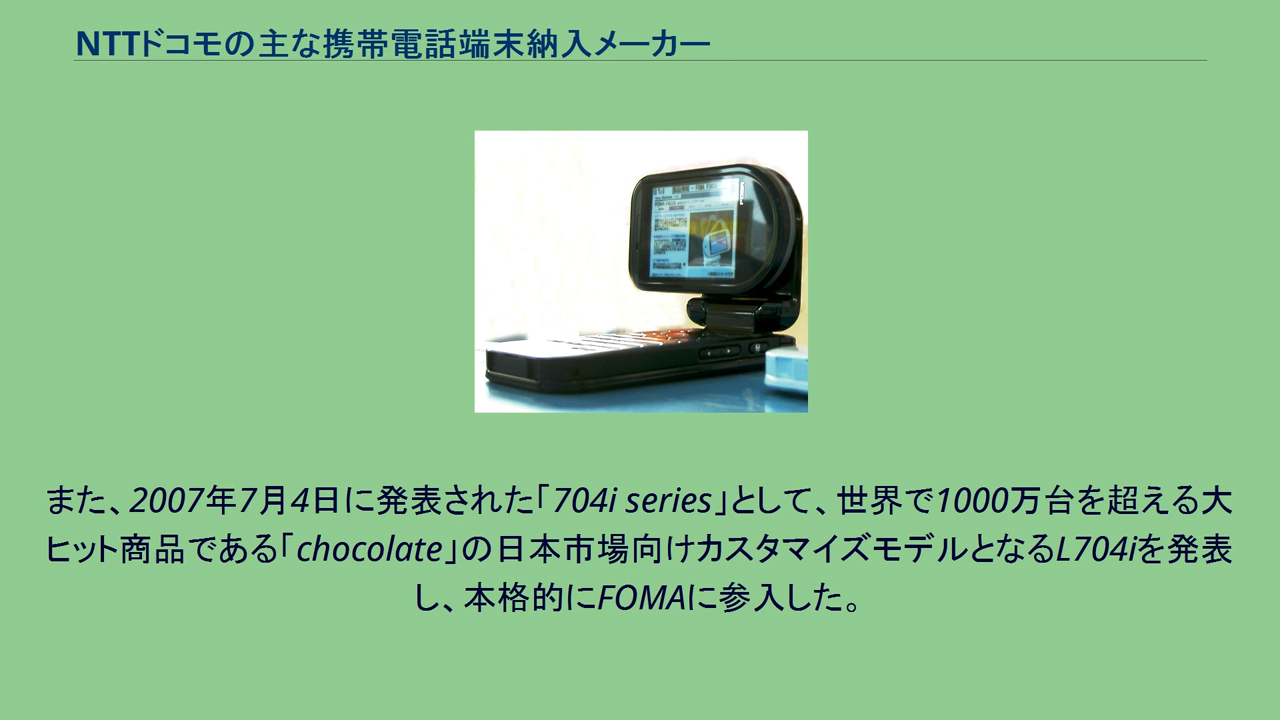 NTTドコモの主な携帯電話端末納入メーカー
また、2007年7月4日に発表された「704i series」として、世界で1000万台を超える大
ヒット商品である「chocolate」の日本市場向けカスタマイズモデルとなるL704iを発表
し、本格的にFOMAに参入した。